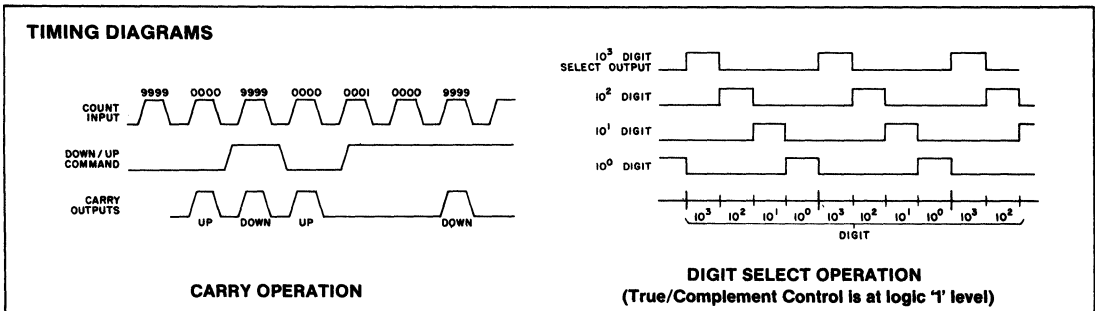 TIMING DIAGRAMS
9999 0000 9999 0000 0001 0000 9999
COUNT
INPUT
DOWN / UP
COMMAND
CARRY
OUTPUTS
UP DOWN UP DOWN
CARRY OPERATION
10³ DIGIT
SELECT OUTPUT
10² DIGIT
10¹ DIGIT
10⁰ DIGIT
10³ 10² 10¹ 10⁰ 10³ 10² 10¹ 10⁰ 10³ 10²
DIGIT
DIGIT SELECT OPERATION
(True/Complement Control is at logic '1' level)